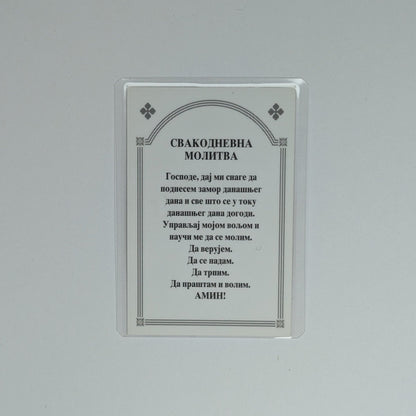 СВАКОДНЕВНА
МОЛИТВА
Господе, дај ми снаге да
поднесем замор данашњег
дана и све што се у току
данашњег дана догоди.
Управљај мојом вољом и
научи ме да се молим.
Да верујем.
Да се надам.
Да трпим.
Да праштам и волим.
АМИН!